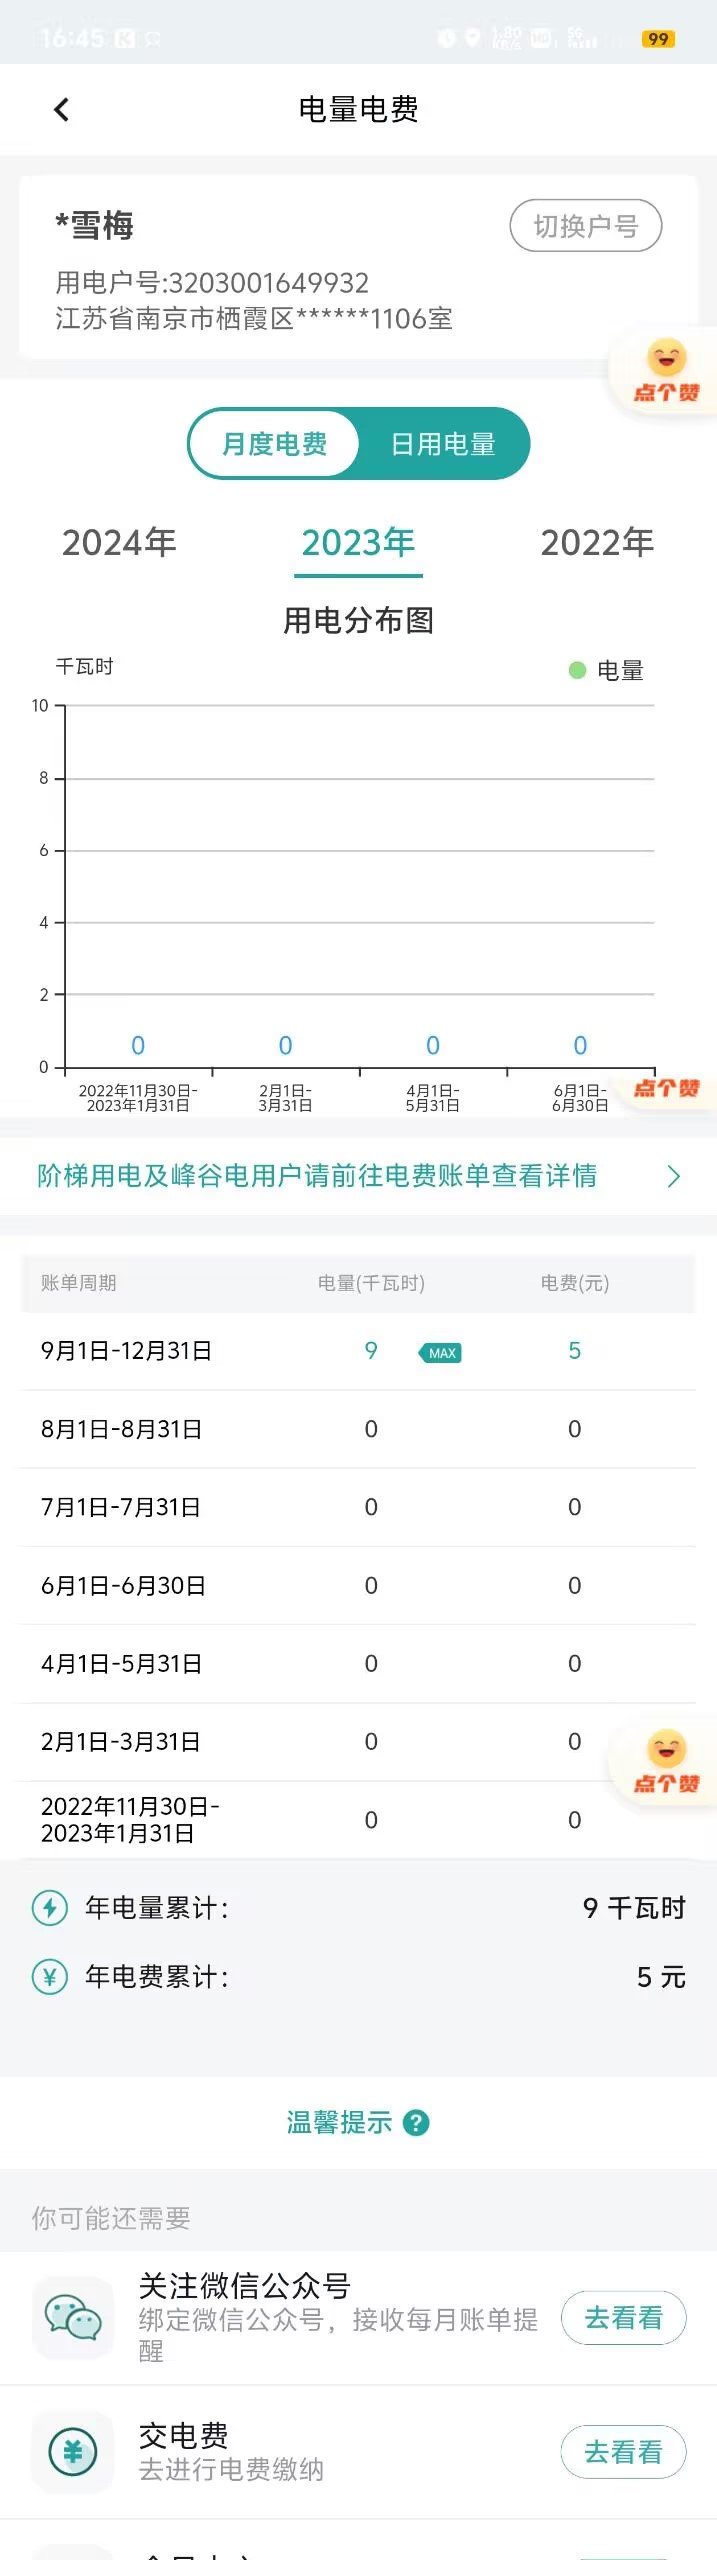 16:45
1.80
KB/s
5G
99
电量电费
*雪梅
切换户号
用电户号:3203001649932
江苏省南京市栖霞区******1106室
点个赞
月度电费
日用电量
2024年
2023年
2022年
用电分布图
千瓦时
电量
10
8
6
4
2
0
0
0
0
0
2022年11月30日-
2023年1月31日
2月1日-
3月31日
4月1日-
5月31日
6月1日-
6月30日
点个赞
阶梯用电及峰谷电用户请前往电费账单查看详情
账单周期 电量(千瓦时) 电费(元)
9月1日-12月31日 9 MAX 5
8月1日-8月31日 0 0
7月1日-7月31日 0 0
6月1日-6月30日 0 0
4月1日-5月31日 0 0
2月1日-3月31日 0 0
点个赞
2022年11月30日-
2023年1月31日 0 0
年电量累计: 9 千瓦时
¥ 年电费累计: 5 元
温馨提示 ?
你可能还需要
关注微信公众号
绑定微信公众号，接收每月账单提
醒
去看看
¥
交电费
去进行电费缴纳
去看看